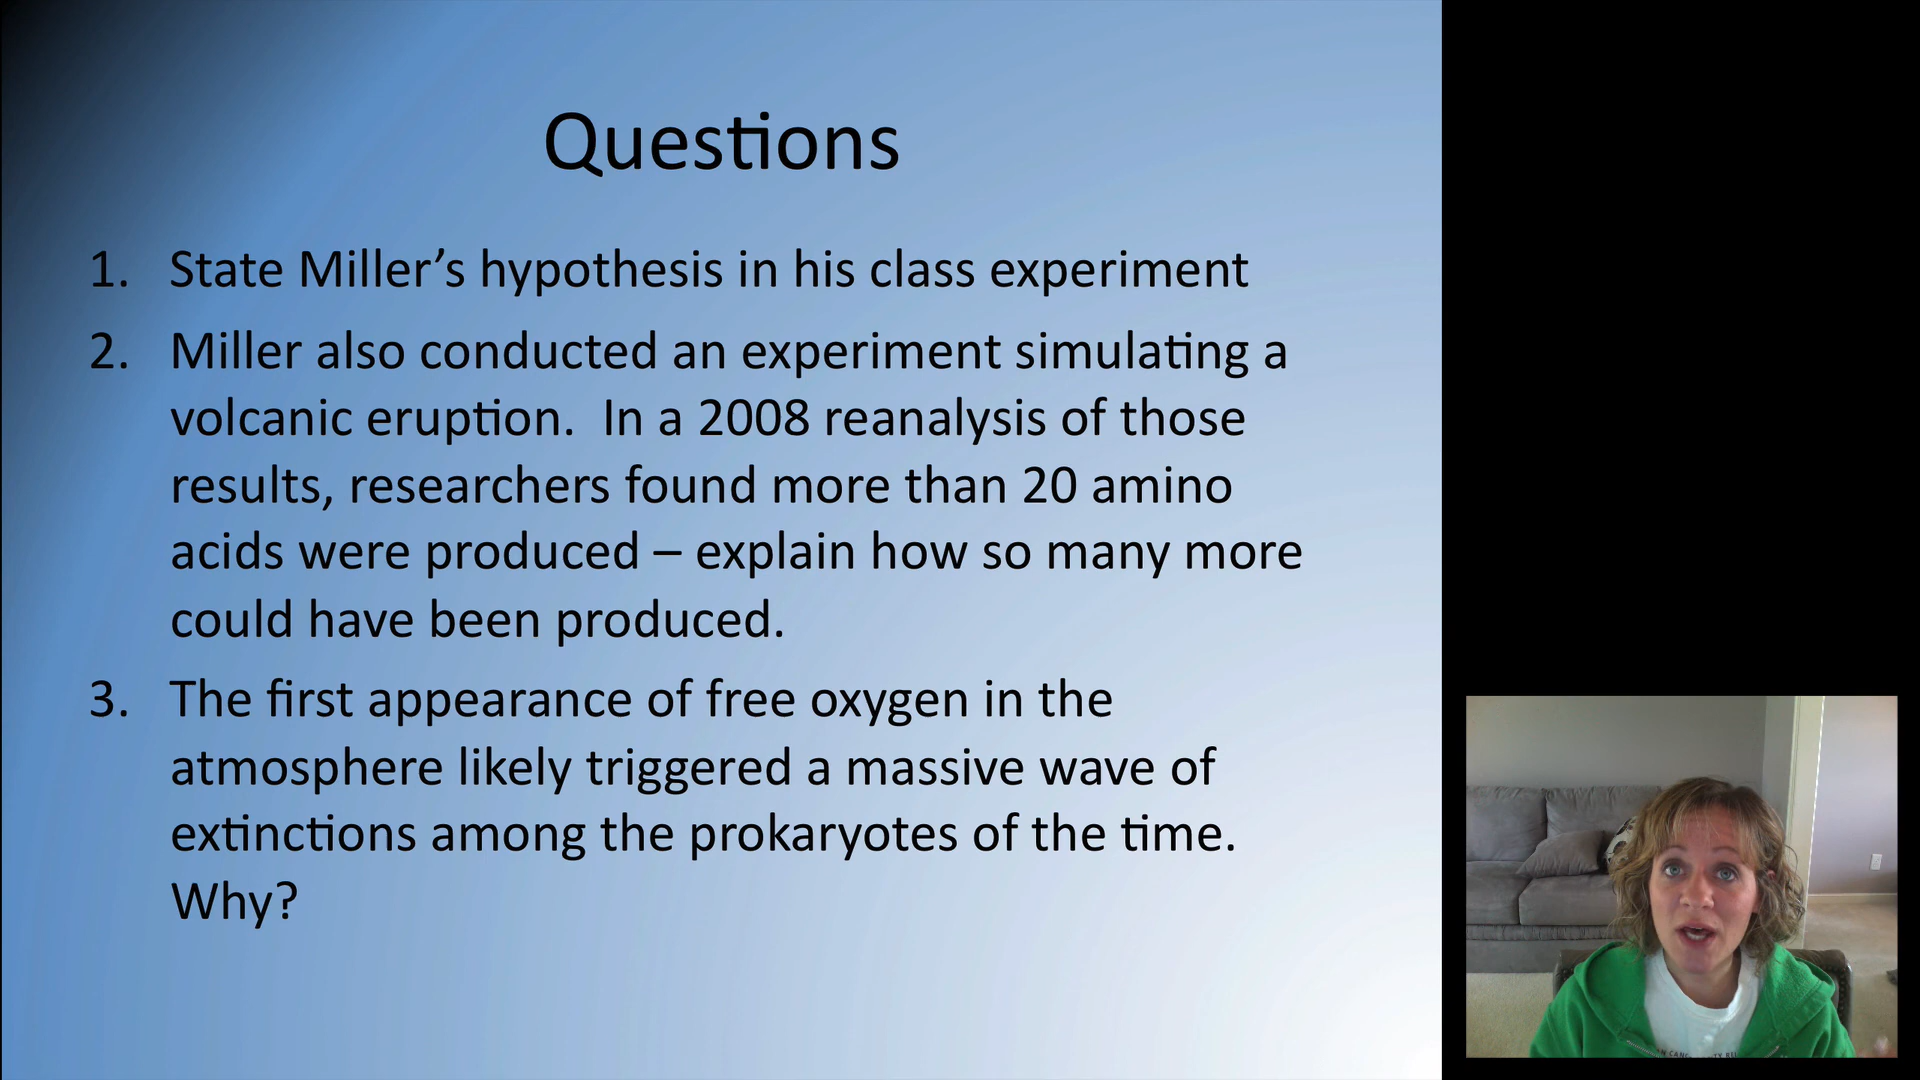 Questions
1. State Miller’s hypothesis in his class experiment
2. Miller also conducted an experiment simulating a
volcanic eruption.  In a 2008 reanalysis of those
results, researchers found more than 20 amino
acids were produced – explain how so many more
could have been produced.
3. The first appearance of free oxygen in the
atmosphere likely triggered a massive wave of
extinctions among the prokaryotes of the time.
Why?